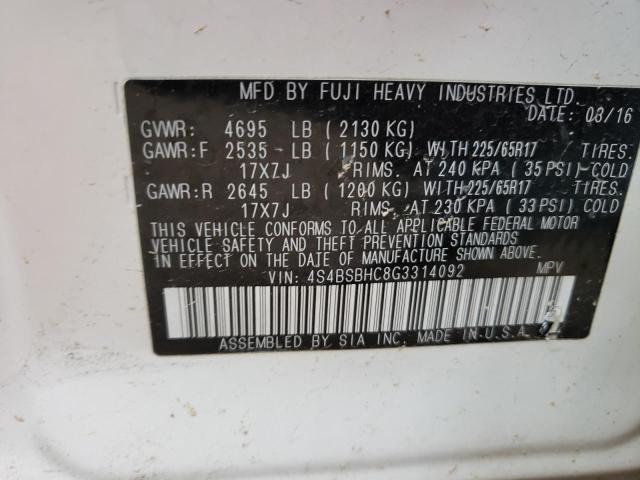 MFD BY FUJI HEAVY INDUSTRIES LTD.
DATE: 03/16
GVWR: 4695 LB (2130 KG)
GAWR:F 2535 LB (1150 KG) WITH 225/65R17 TIRES.
17X7J RIMS. AT 240 KPA (35 PSI) COLD
GAWR:R 2645 LB (1200 KG) WITH 225/65R17 TIRES.
17X7J RIMS. AT 230 KPA (33 PSI) COLD
THIS VEHICLE CONFORMS TO ALL APPLICABLE FEDERAL MOTOR
VEHICLE SAFETY AND THEFT PREVENTION STANDARDS
IN EFFECT ON THE DATE OF MANUFACTURE SHOWN ABOVE.
VIN: 4S4BSBHC8G3314092 MPV
ASSEMBLED BY SIA INC. MADE IN U.S.A.